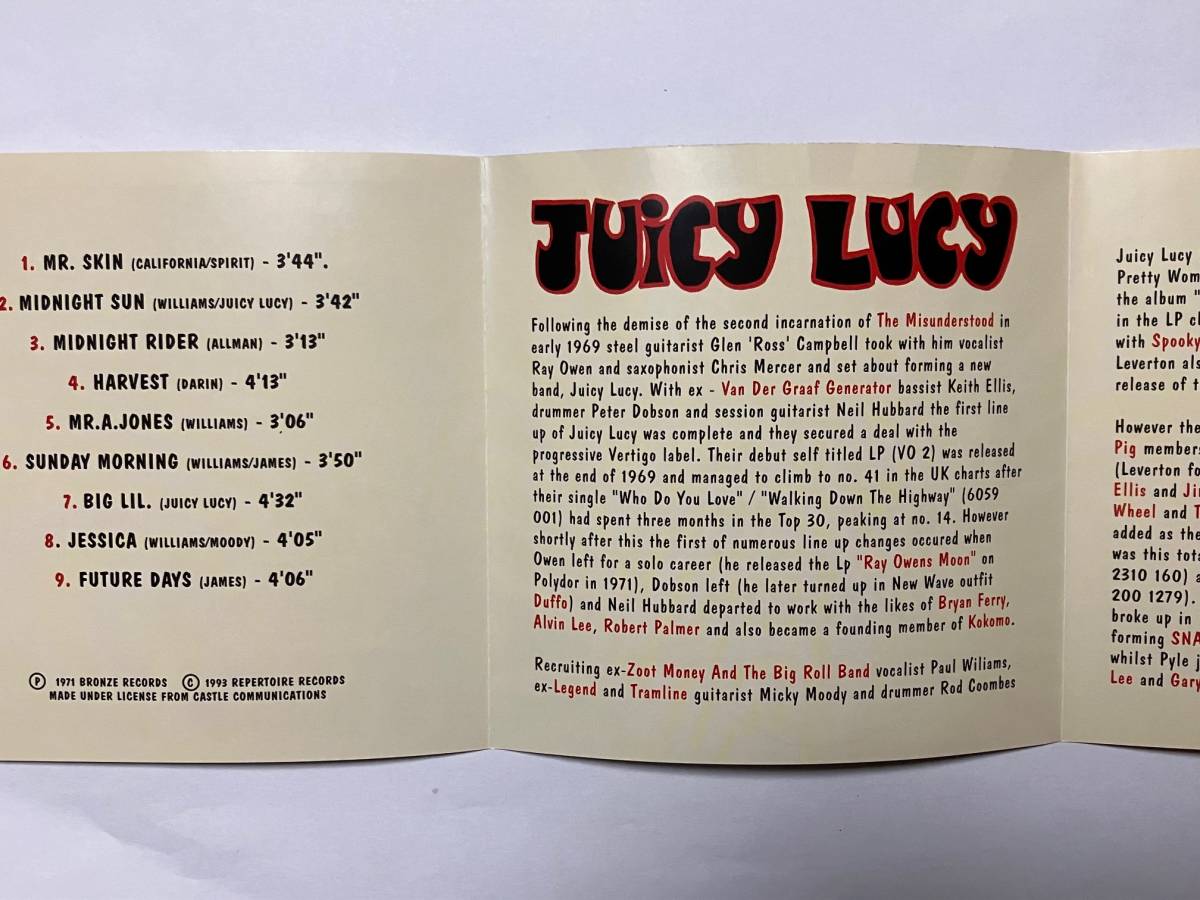 1. MR. SKIN (CALIFORNIA/SPIRIT) - 3'44".
2. MIDNIGHT SUN (WILLIAMS/JUICY LUCY) - 3'42"
3. MIDNIGHT RIDER (ALLMAN) - 3'13"
4. HARVEST (DARIN) - 4'13"
5. MR.A.JONES (WILLIAMS) - 3'06"
6. SUNDAY MORNING (WILLIAMS/JAMES) - 3'50"
7. BIG LIL. (JUICY LUCY) - 4'32"
8. JESSICA (WILLIAMS/MOODY) - 4'05"
9. FUTURE DAYS (JAMES) - 4'06"
Ⓟ 1971 BRONZE RECORDS © 1993 REPERTOIRE RECORDS
MADE UNDER LICENSE FROM CASTLE COMMUNICATIONS
JUiCY LUCY
Following the demise of the second incarnation of The Misunderstood in
early 1969 steel guitarist Glen 'Ross' Campbell took with him vocalist
Ray Owen and saxophonist Chris Mercer and set about forming a new
band, Juicy Lucy. With ex - Van Der Graaf Generator bassist Keith Ellis,
drummer Peter Dobson and session guitarist Neil Hubbard the first line
up of Juicy Lucy was complete and they secured a deal with the
progressive Vertigo label. Their debut self titled LP (VO 2) was released
at the end of 1969 and managed to climb to no. 41 in the UK charts after
their single "Who Do You Love" / "Walking Down The Highway" (6059
001) had spent three months in the Top 30, peaking at no. 14. However
shortly after this the first of numerous line up changes occured when
Owen left for a solo career (he released the Lp "Ray Owens Moon" on
Polydor in 1971), Dobson left (he later turned up in New Wave outfit
Duffo) and Neil Hubbard departed to work with the likes of Bryan Ferry,
Alvin Lee, Robert Palmer and also became a founding member of Kokomo.
Recruiting ex-Zoot Money And The Big Roll Band vocalist Paul Wiliams,
ex-Legend and Tramline guitarist Micky Moody and drummer Rod Coombes
Juicy Lucy
Pretty Wom
the album "
in the LP ch
with Spooky
Leverton als
release of t
However the
Pig members
(Leverton fo
Ellis and Ji
Wheel and T
added as the
was this tota
2310 160) a
200 1279).
broke up in
forming SNA
whilst Pyle j
Lee and Gary